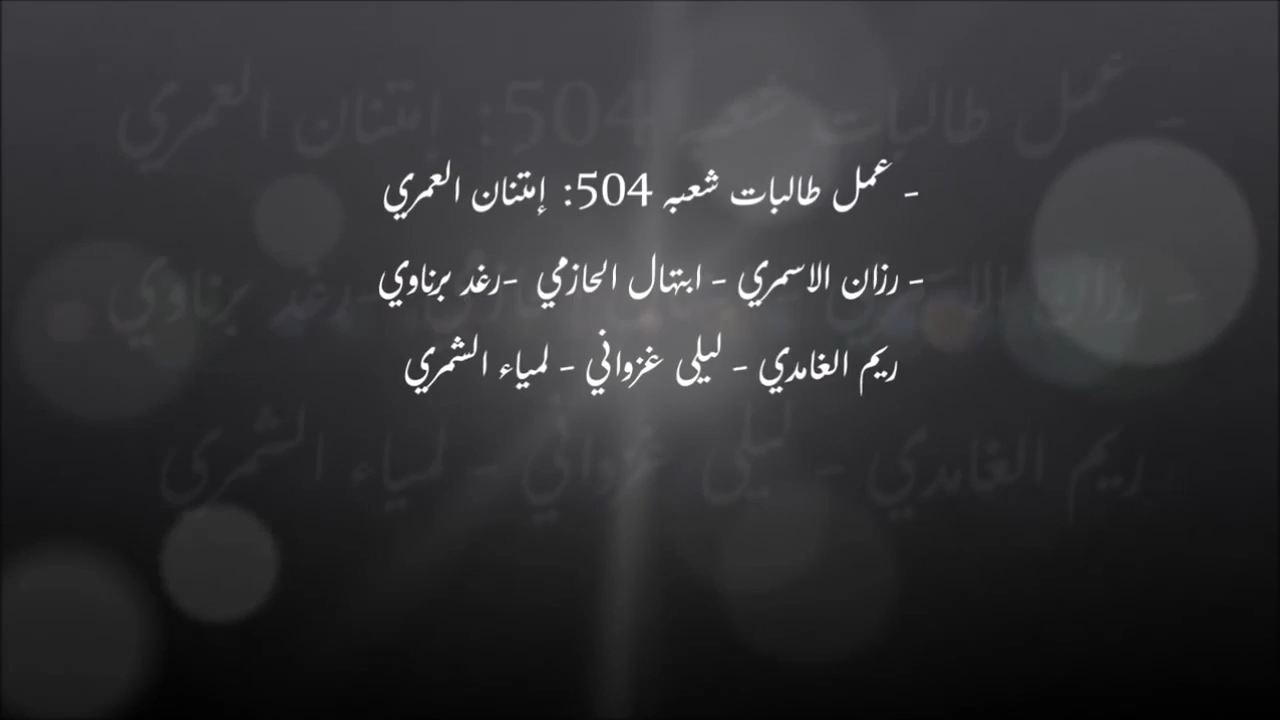 - عمل طالبات شعبه 504: إمتنان العمري
- رزان الاسمري - ابتهال الحازمي -رغد برناوي
ريم الغامدي - ليلى غزواني - لمياء الشمري